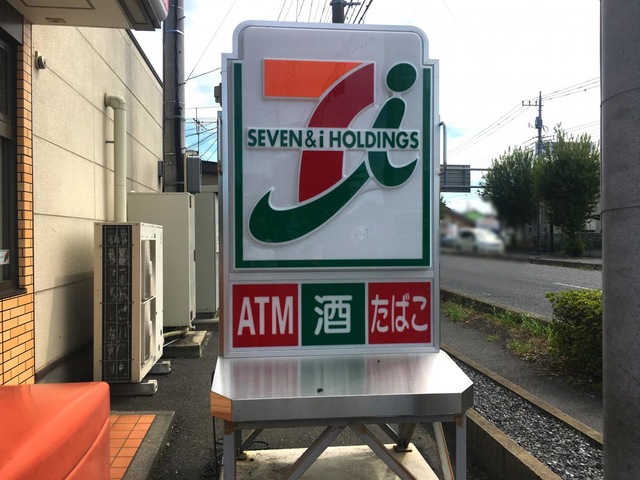 SEVEN&i HOLDINGS
ATM 酒 たばこ